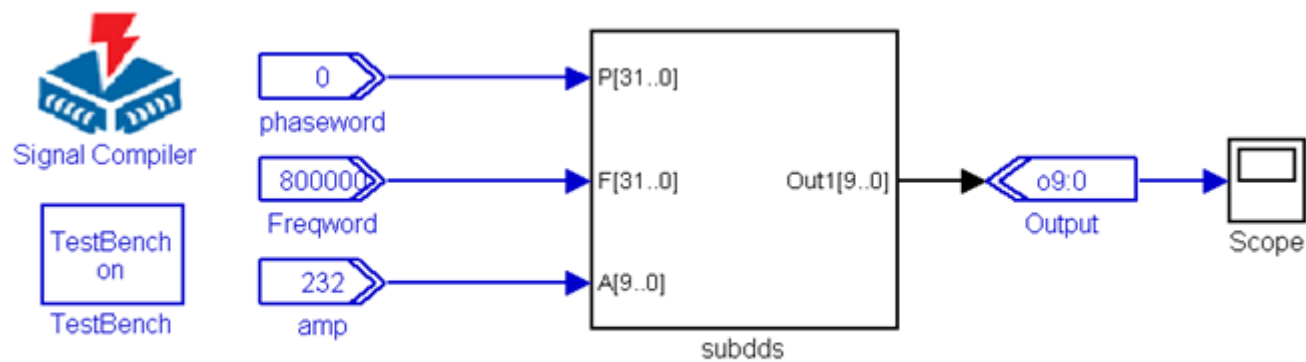 Signal Compiler
TestBench
on
TestBench
0
phaseword
800000
Freqword
232
amp
P[31..0]
F[31..0]
A[9..0]
Out1[9..0]
subdds
o9:0
Output
Scope